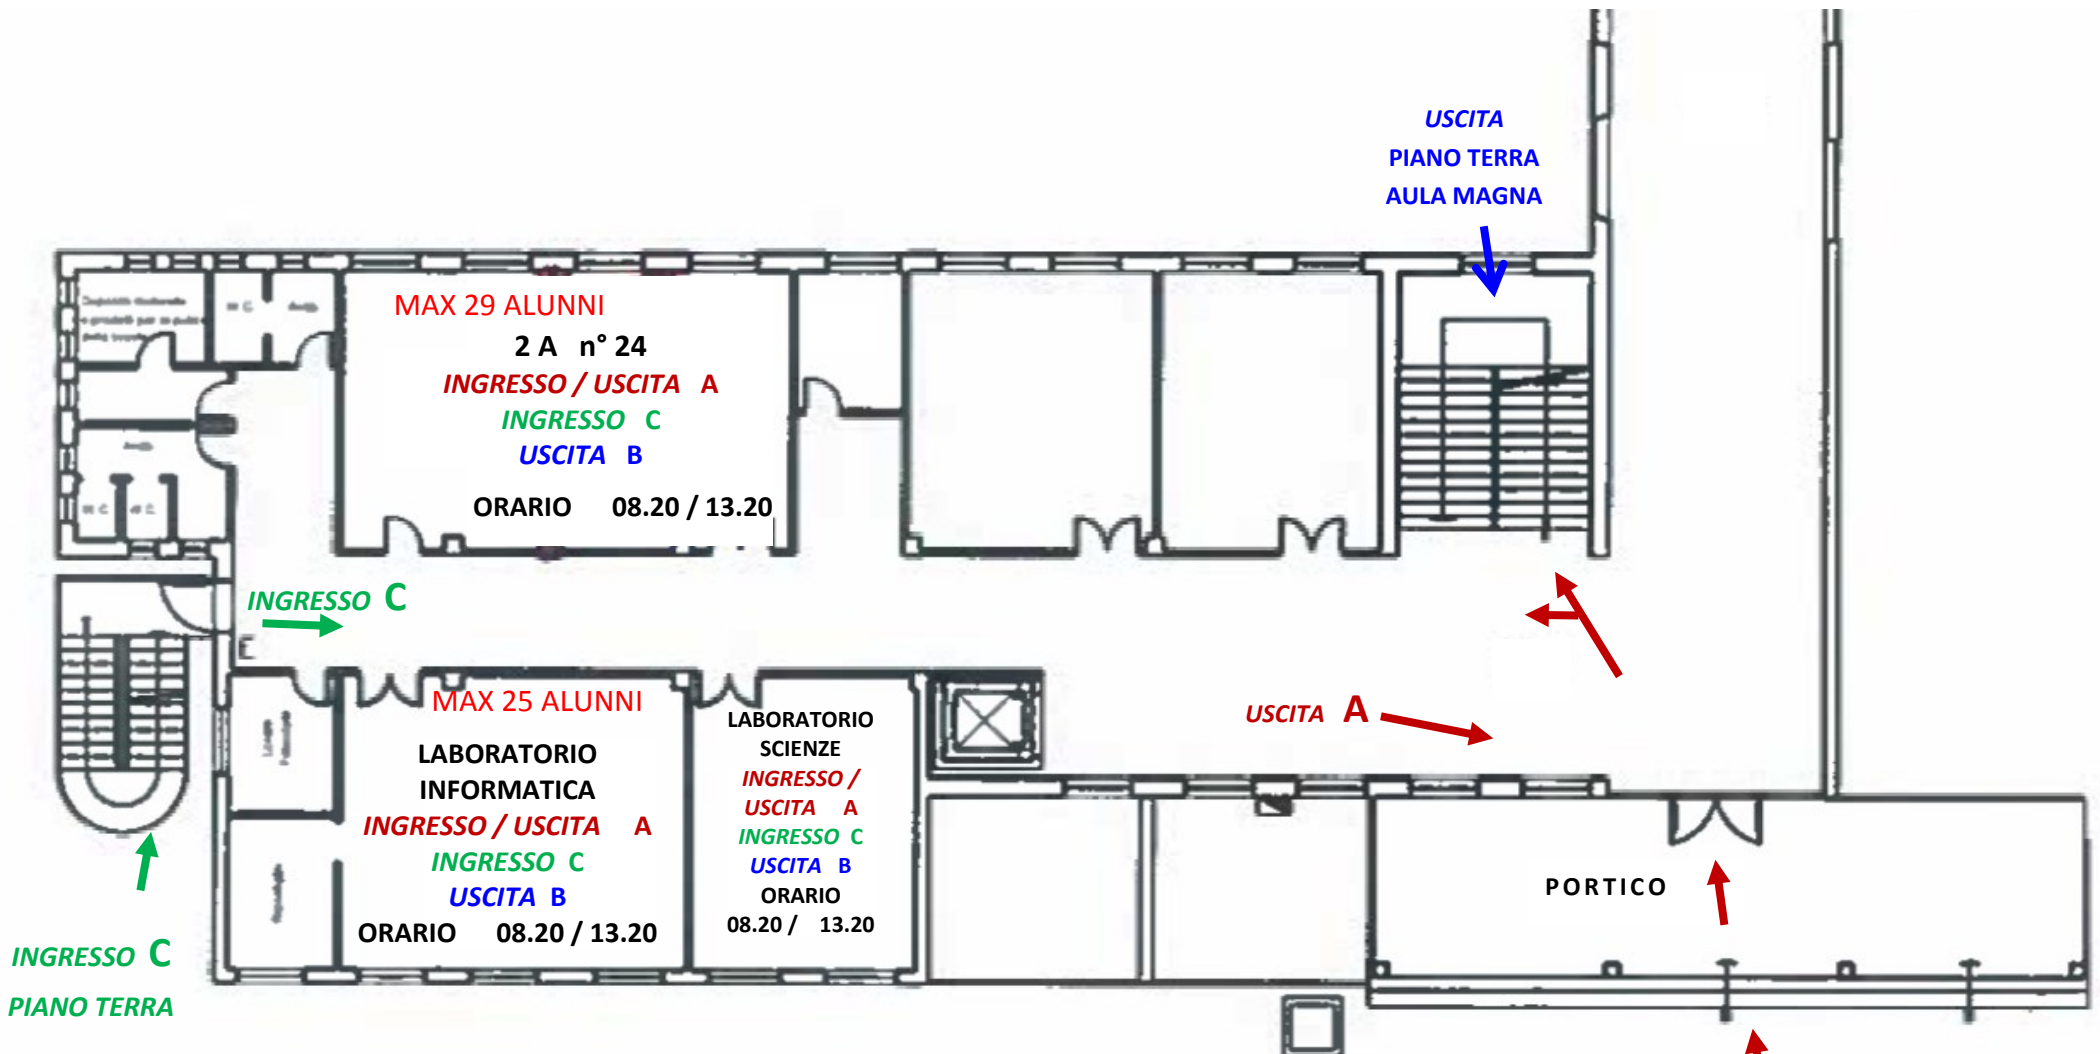 USCITA
PIANO TERRA
AULA MAGNA
W C.
MAX 29 ALUNNI
2 A n° 24
INGRESSO / USCITA A
INGRESSO C
USCITA B
ORARIO 08.20 / 13.20
INGRESSO C
E
MAX 25 ALUNNI
LABORATORIO
INFORMATICA
INGRESSO / USCITA A
INGRESSO C
USCITA B
ORARIO 08.20 / 13.20
LABORATORIO
SCIENZE
INGRESSO /
USCITA A
INGRESSO C
USCITA B
ORARIO
08.20 / 13.20
USCITA A
PORTICO
INGRESSO C
PIANO TERRA